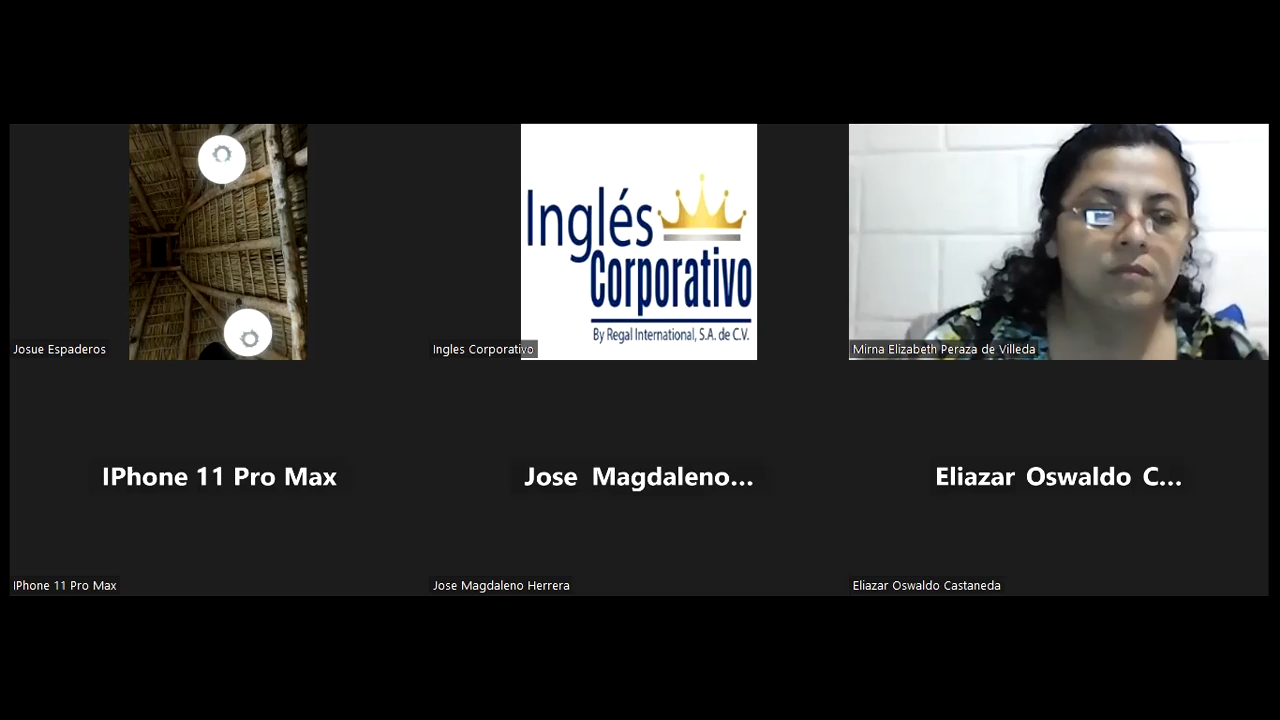 Inglés
Corporativo
By Regal International, S.A. de C.V.
Josue Espaderos
Ingles Corporativo
Mirna Elizabeth Peraza de Villeda
IPhone 11 Pro Max
Jose Magdaleno...
Eliazar Oswaldo C...
IPhone 11 Pro Max
Jose Magdaleno Herrera
Eliazar Oswaldo Castaneda